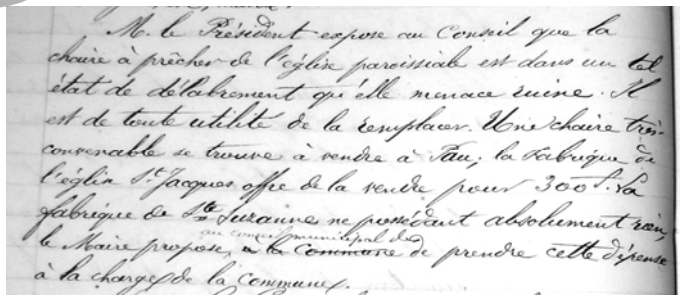 M. le Président expose au Conseil que la
chaire à prêcher de l'église paroissiale est dans un tel
état de délabrement qu'elle menace ruine. Il
est de toute utilité de la remplacer. Une chaire très-
convenable se trouve à vendre à Pau; la fabrique de
l'église St Jacques offre de la vendre pour 300f. La
fabrique de Ste Suzanne ne possédant absolument rien,
au conseil municipal de
le Maire propose, a la Commune de prendre cette dépense
à la charge de la Commune.